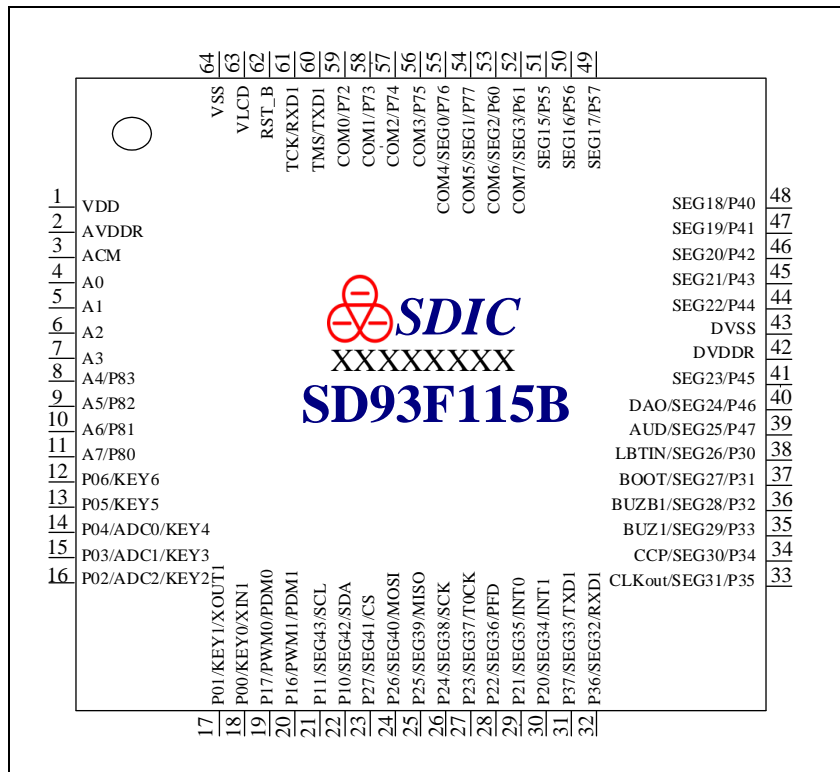 64 63 62 61 60 59 58 57 56 55 54 53 52 51 50 49
VSS
VLCD
RST_B
TCK/RXD1
TMS/TXD1
COM0/P72
COM1/P73
COM2/P74
COM3/P75
COM4/SEG0/P76
COM5/SEG1/P77
COM6/SEG2/P60
COM7/SEG3/P61
SEG15/P55
SEG16/P56
SEG17/P57
1 VDD
2 AVDDR
3 ACM
4 A0
5 A1
6 A2
7 A3
8 A4/P83
9 A5/P82
10 A6/P81
11 A7/P80
12 P06/KEY6
13 P05/KEY5
14 P04/ADC0/KEY4
15 P03/ADC1/KEY3
16 P02/ADC2/KEY2
SDIC
XXXXXXXX
SD93F115B
SEG18/P40 48
SEG19/P41 47
SEG20/P42 46
SEG21/P43 45
SEG22/P44 44
DVSS 43
DVDDR 42
SEG23/P45 41
DAO/SEG24/P46 40
AUD/SEG25/P47 39
LBTIN/SEG26/P30 38
BOOT/SEG27/P31 37
BUZB1/SEG28/P32 36
BUZ1/SEG29/P33 35
CCP/SEG30/P34 34
CLKout/SEG31/P35 33
P01/KEY1/XOUT1
P00/KEY0/XIN1
P17/PWM0/PDM0
P16/PWM1/PDM1
P11/SEG43/SCL
P10/SEG42/SDA
P27/SEG41/CS
P26/SEG40/MOSI
P25/SEG39/MISO
P24/SEG38/SCK
P23/SEG37/T0CK
P22/SEG36/PFD
P21/SEG35/INT0
P20/SEG34/INT1
P37/SEG33/TXD1
P36/SEG32/RXD1
17 18 19 20 21 22 23 24 25 26 27 28 29 30 31 32